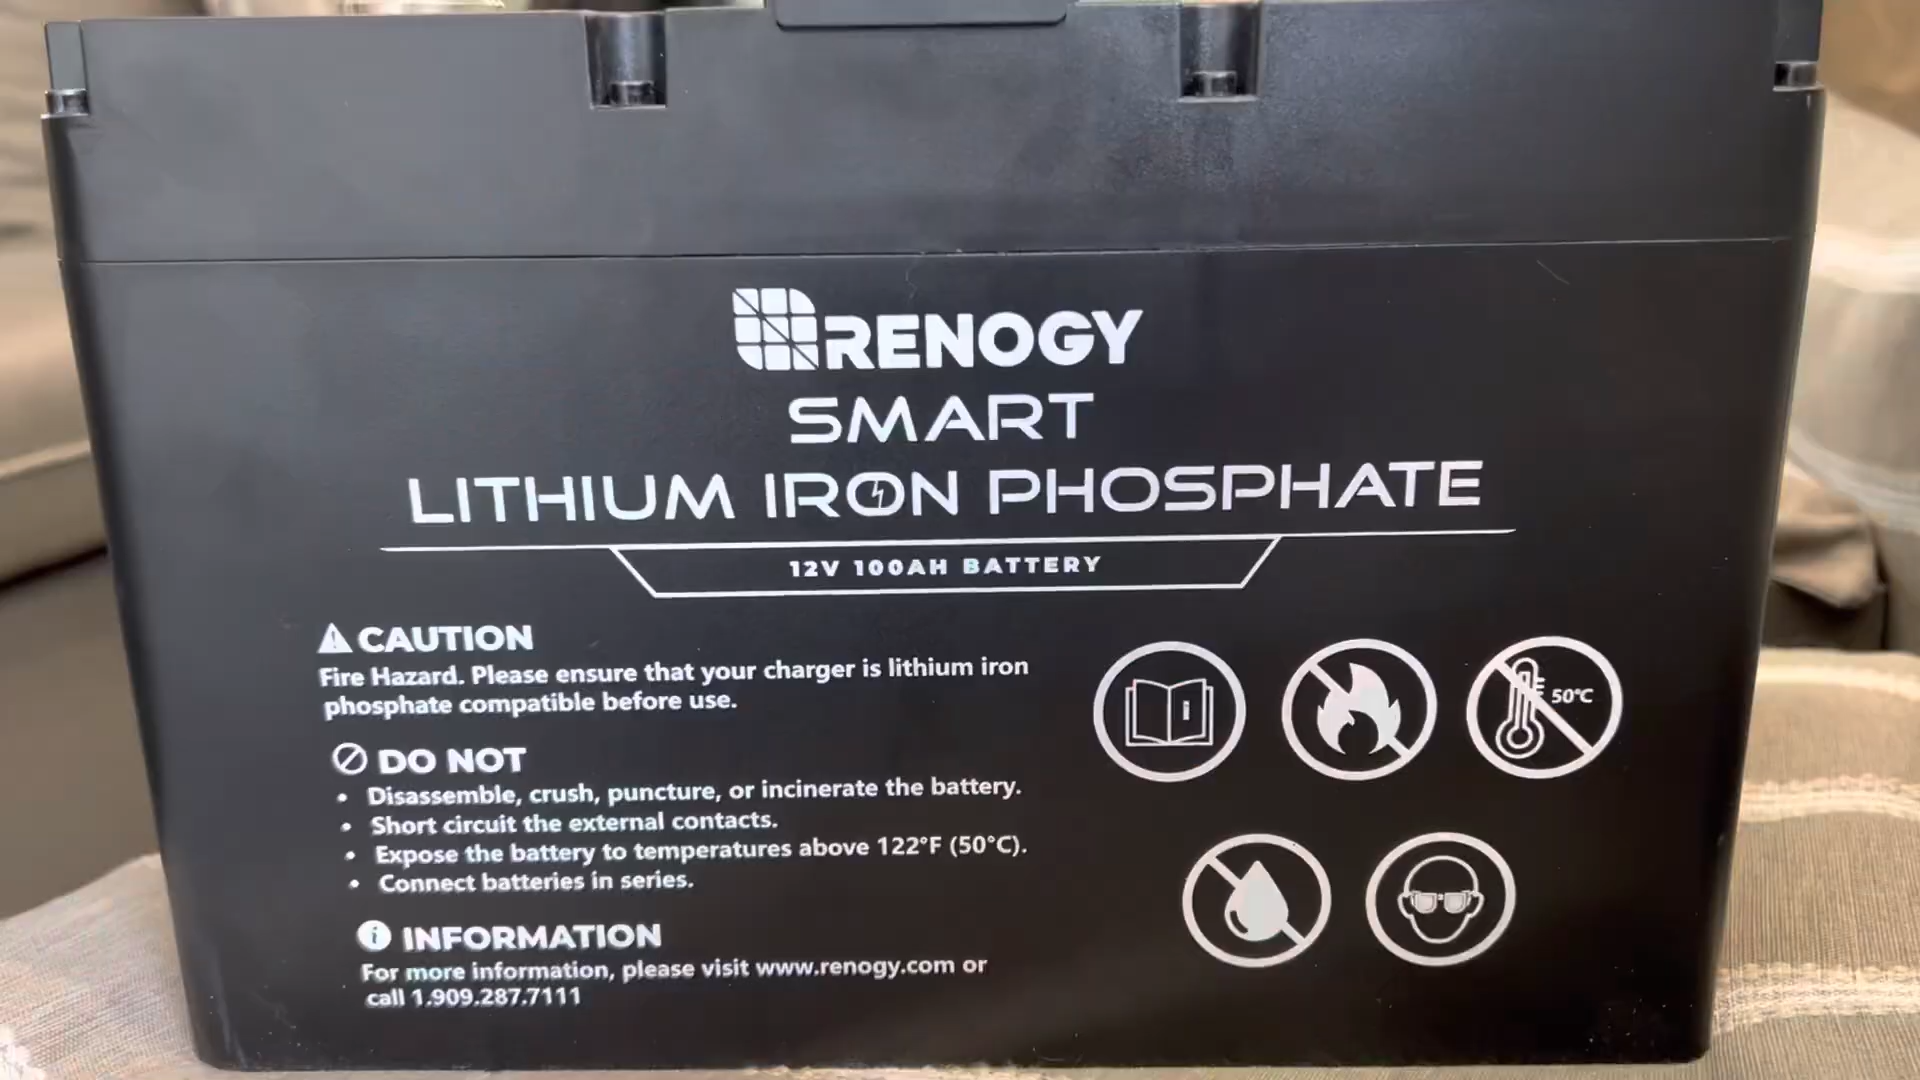 RENOGY
SMART
LITHIUM IRON PHOSPHATE
12V 100AH BATTERY
CAUTION
Fire Hazard. Please ensure that your charger is lithium iron
phosphate compatible before use.
DO NOT
• Disassemble, crush, puncture, or incinerate the battery.
• Short circuit the external contacts.
• Expose the battery to temperatures above 122°F (50°C).
• Connect batteries in series.
INFORMATION
For more information, please visit www.renogy.com or
call 1.909.287.7111
50°C